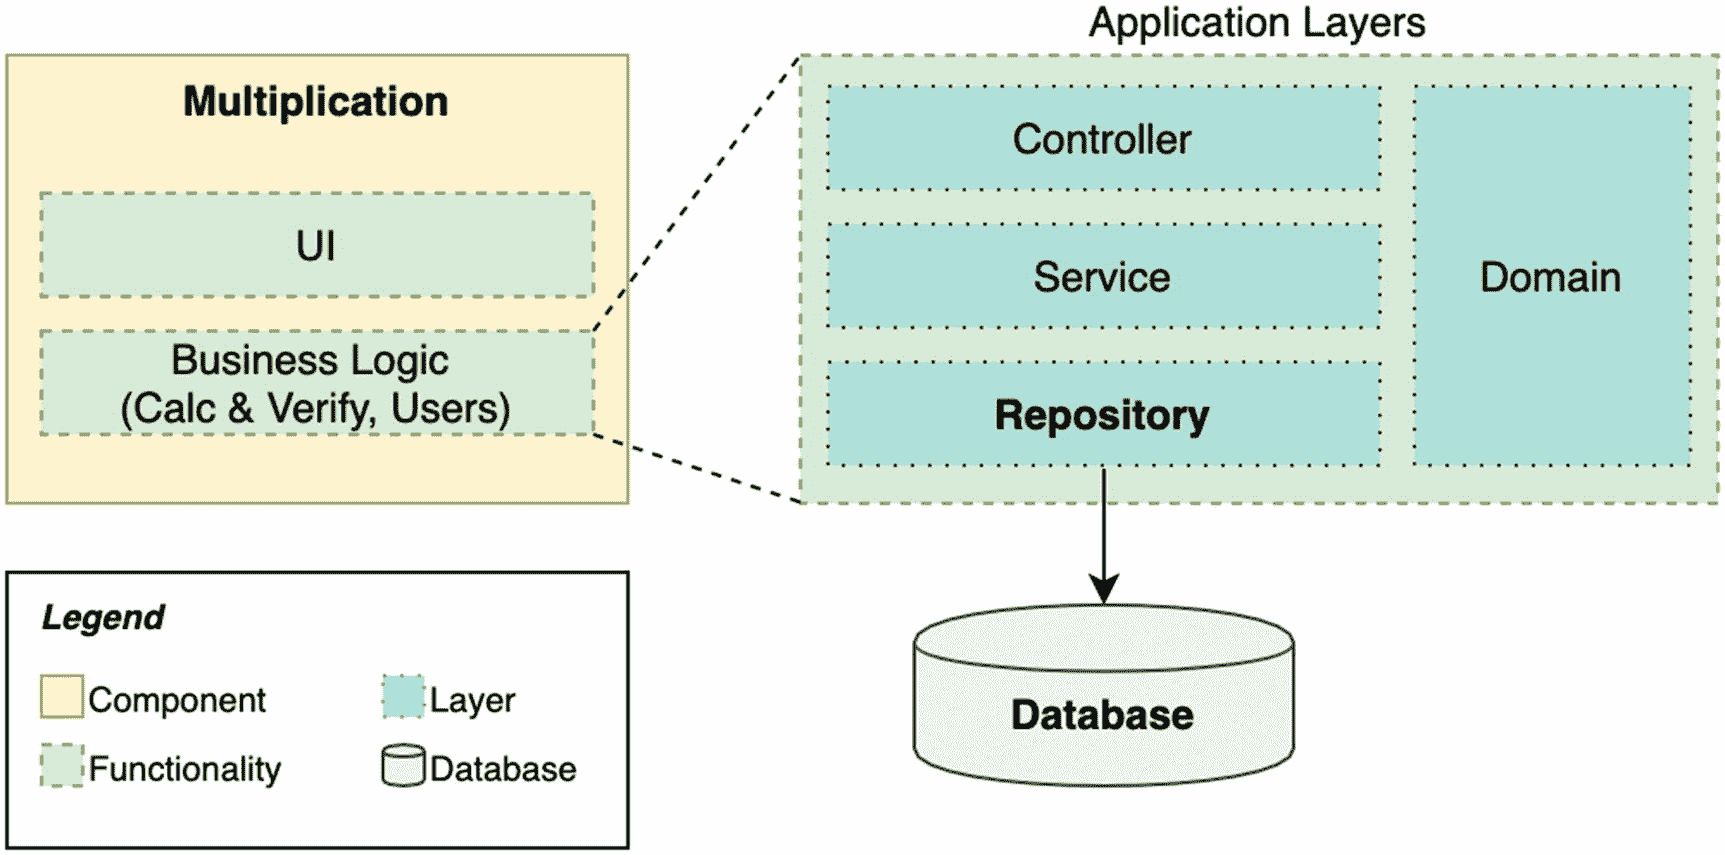 Application Layers
Multiplication
UI
Business Logic
(Calc & Verify, Users)
Controller
Service
Repository
Domain
Database
Legend
Component
Layer
Functionality
Database